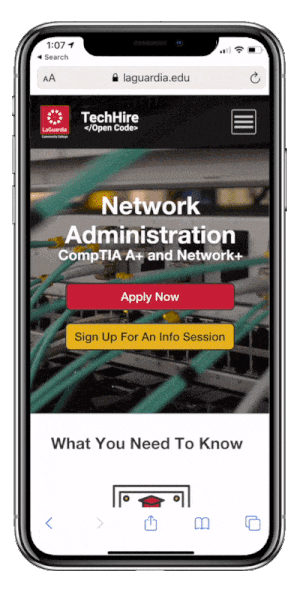 1:07
Search
AA
laguardia.edu
LaGuardia
Community College
TechHire
</Open Code>
Network
Administration
CompTIA A+ and Network+
Apply Now
Sign Up For An Info Session
What You Need To Know